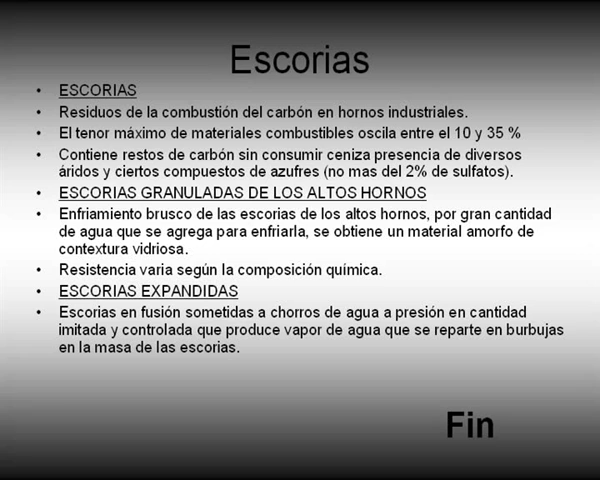 Escorias
• ESCORIAS
• Residuos de la combustión del carbón en hornos industriales.
• El tenor máximo de materiales combustibles oscila entre el 10 y 35 %
• Contiene restos de carbón sin consumir ceniza presencia de diversos
áridos y ciertos compuestos de azufres (no mas del 2% de sulfatos).
• ESCORIAS GRANULADAS DE LOS ALTOS HORNOS
• Enfriamiento brusco de las escorias de los altos hornos, por gran cantidad
de agua que se agrega para enfriarla, se obtiene un material amorfo de
contextura vidriosa.
• Resistencia varia según la composición química.
• ESCORIAS EXPANDIDAS
• Escorias en fusión sometidas a chorros de agua a presión en cantidad
imitada y controlada que produce vapor de agua que se reparte en burbujas
en la masa de las escorias.
Fin